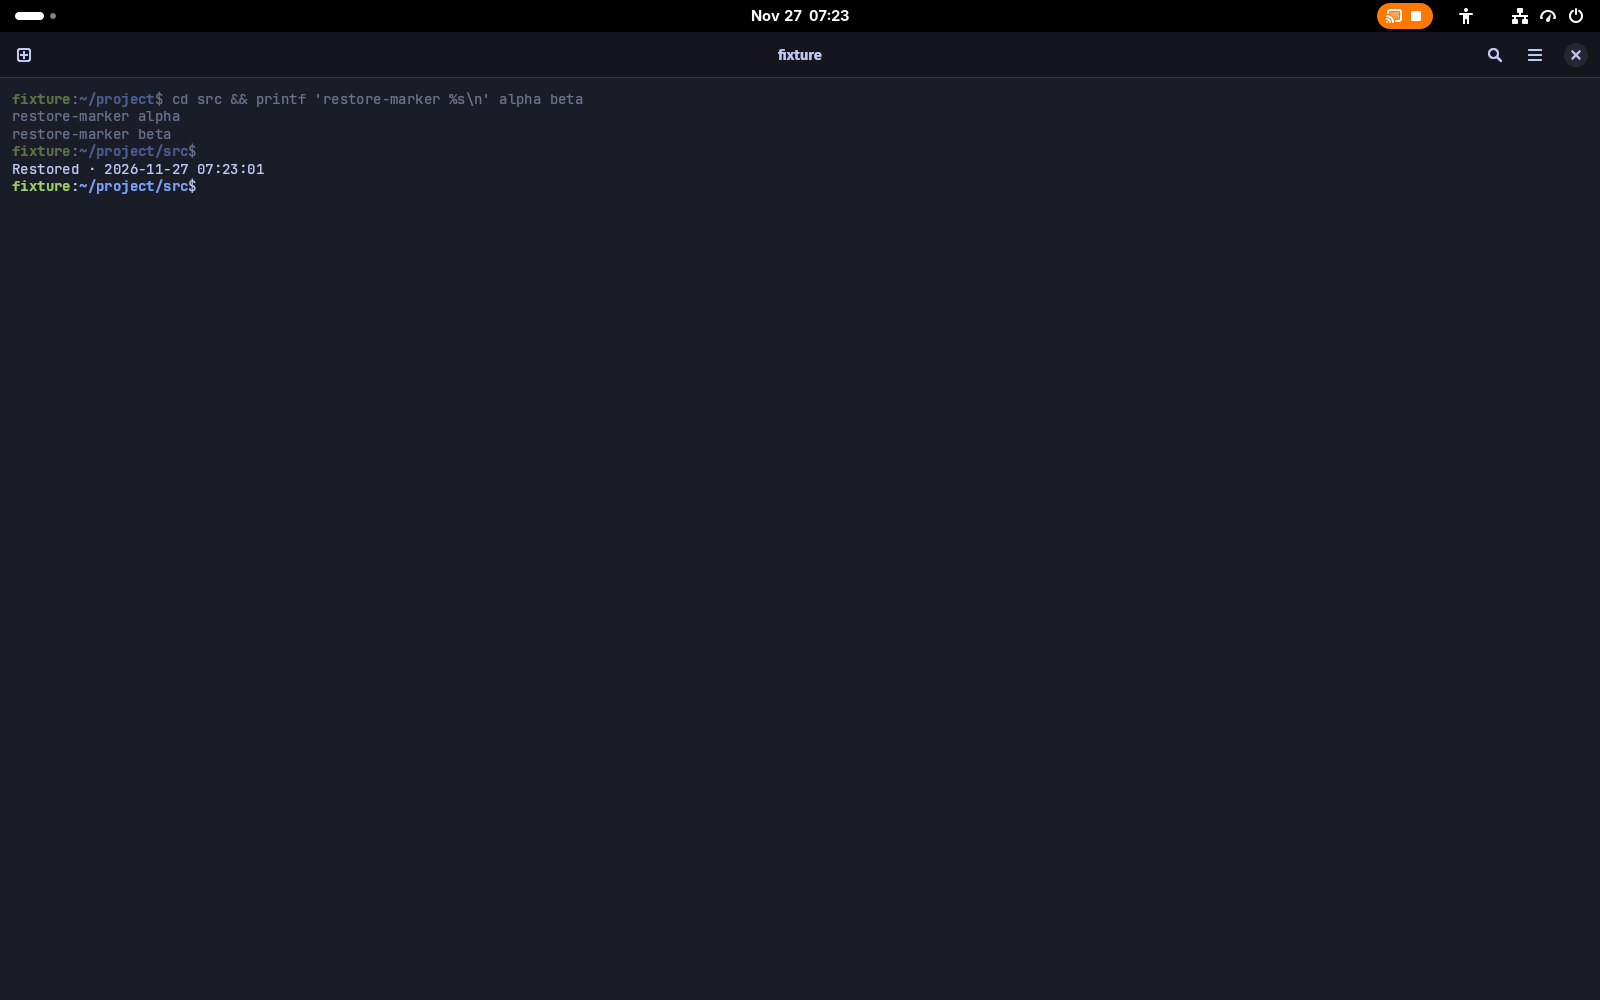 Nov 27 07:23
fixture
fixture:~/project$ cd src && printf 'restore-marker %s\n' alpha beta
restore-marker alpha
restore-marker beta
fixture:~/project/src$
Restored · 2026-11-27 07:23:01
fixture:~/project/src$